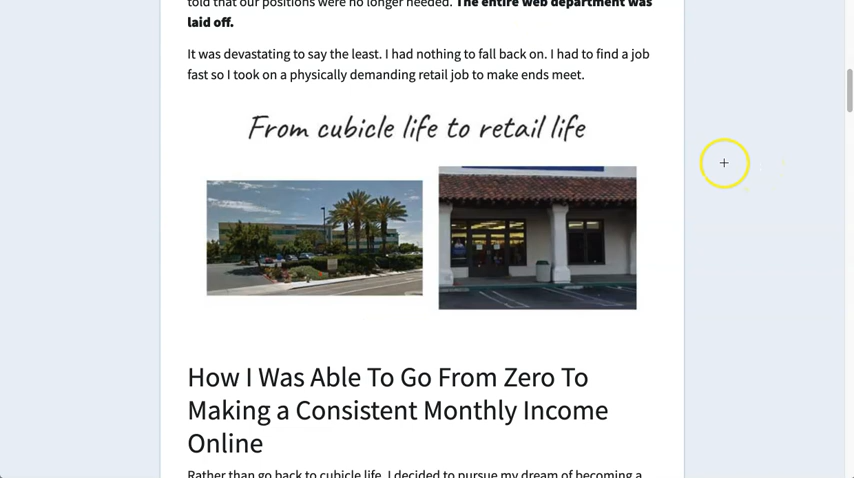 told that our positions were no longer needed. The entire web department was
laid off.
It was devastating to say the least. I had nothing to fall back on. I had to find a job
fast so I took on a physically demanding retail job to make ends meet.
From cubicle life to retail life
How I Was Able To Go From Zero To
Making a Consistent Monthly Income
Online
Rather than go back to cubicle life, I decided to pursue my dream of becoming a